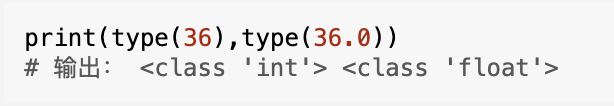 print(type(36),type(36.0))
# 输出： <class 'int'> <class 'float'>